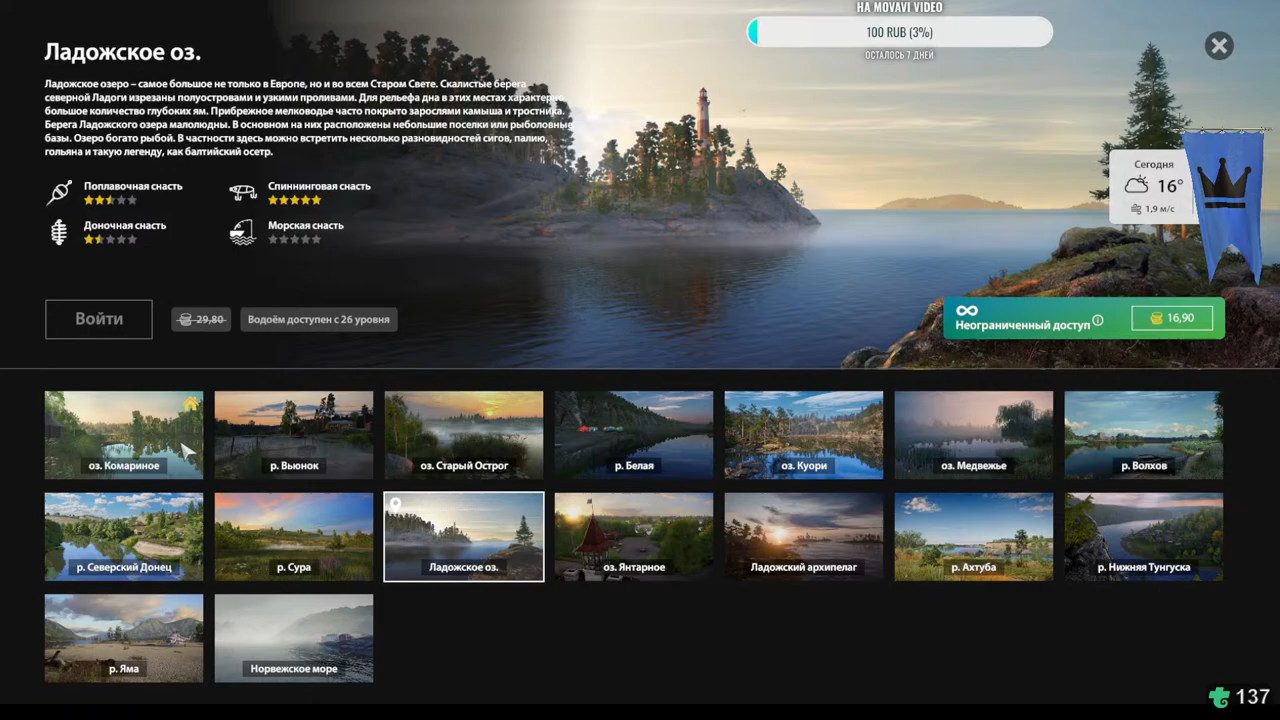 НА MOVAVI VIDEO
100 RUB (3%)
ОСТАЛОСЬ 7 ДНЕЙ
Ладожское оз.
Ладожское озеро – самое большое не только в Европе, но и во всем Старом Свете. Скалистые берега
северной Ладоги изрезаны полуостровами и узкими проливами. Для рельефа дна в этих местах характерно
большое количество глубоких ям. Прибрежное мелководье часто покрыто зарослями камыша и тростника.
Берега Ладожского озера малолюдны. В основном на них расположены небольшие поселки или рыболовные
базы. Озеро богато рыбой. В частности здесь можно встретить несколько разновидностей сигов, палию,
гольяна и такую легенду, как балтийский осетр.
Поплавочная снасть
Спиннинговая снасть
Доночная снасть
Морская снасть
Сегодня
16°
1,9 м/с
Войти
29,80
Водоём доступен с 26 уровня
Неограниченный доступ
16,90
оз. Комариное
р. Вьюнок
оз. Старый Острог
р. Белая
оз. Куори
оз. Медвежье
р. Волхов
р. Северский Донец
р. Сура
Ладожское оз.
оз. Янтарное
Ладожский архипелаг
р. Ахтуба
р. Нижняя Тунгуска
р. Яма
Норвежское море
137